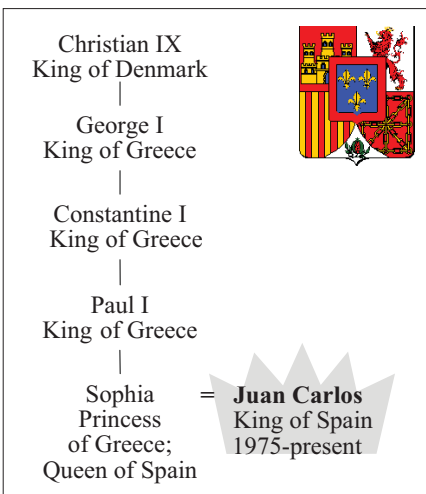 Christian IX
King of Denmark
George I
King of Greece
Constantine I
King of Greece
Paul I
King of Greece
Sophia = Juan Carlos
Princess King of Spain
of Greece; 1975-present
Queen of Spain